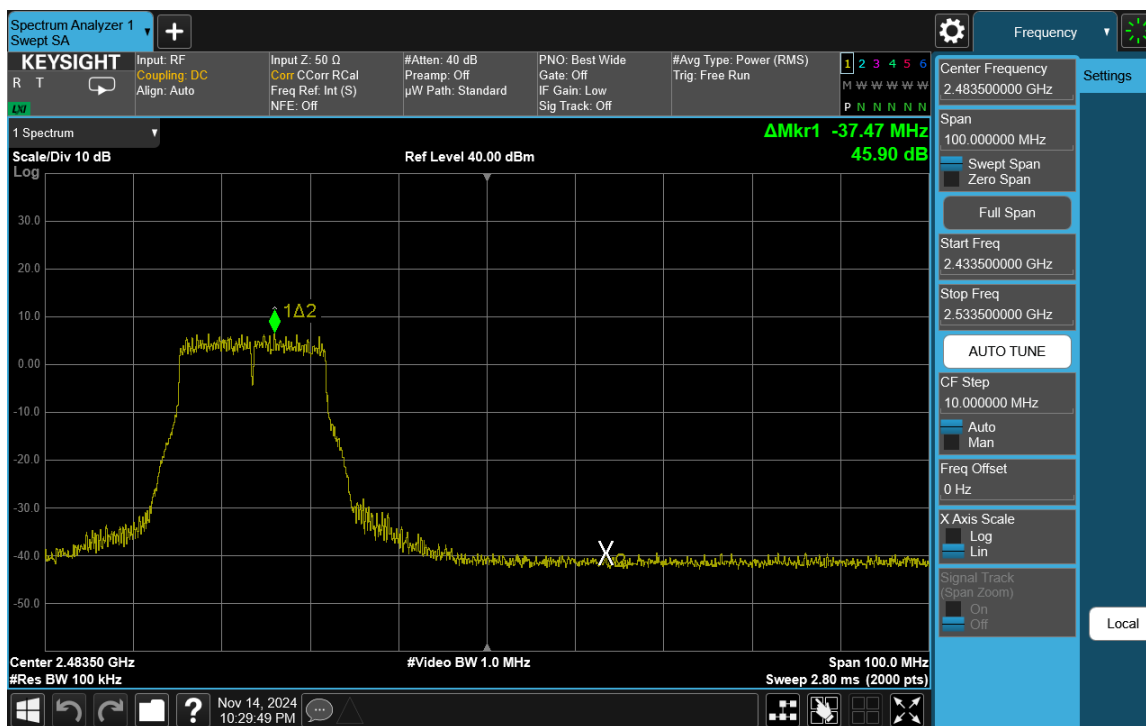 Spectrum Analyzer 1
Swept SA
+
Frequency
KEYSIGHT
R T
LXI
Input: RF
Coupling: DC
Align: Auto
Input Z: 50 Ω
Corr CCorr RCal
Freq Ref: Int (S)
NFE: Off
#Atten: 40 dB
Preamp: Off
µW Path: Standard
PNO: Best Wide
Gate: Off
IF Gain: Low
Sig Track: Off
#Avg Type: Power (RMS)
Trig: Free Run
1 2 3 4 5 6
M W W W W W
P N N N N N
1 Spectrum
ΔMkr1 -37.47 MHz
Scale/Div 10 dB
Ref Level 40.00 dBm
45.90 dB
Log
30.0
20.0
10.0
0.00
-10.0
-20.0
-30.0
-40.0
-50.0
1Δ2
X2
Center 2.48350 GHz
#Video BW 1.0 MHz
Span 100.0 MHz
#Res BW 100 kHz
Sweep 2.80 ms (2000 pts)
Center Frequency
2.483500000 GHz
Settings
Span
100.000000 MHz
Swept Span
Zero Span
Full Span
Start Freq
2.433500000 GHz
Stop Freq
2.533500000 GHz
AUTO TUNE
CF Step
10.000000 MHz
Auto
Man
Freq Offset
0 Hz
X Axis Scale
Log
Lin
Signal Track
(Span Zoom)
On
Off
Local
?
Nov 14, 2024
10:29:49 PM